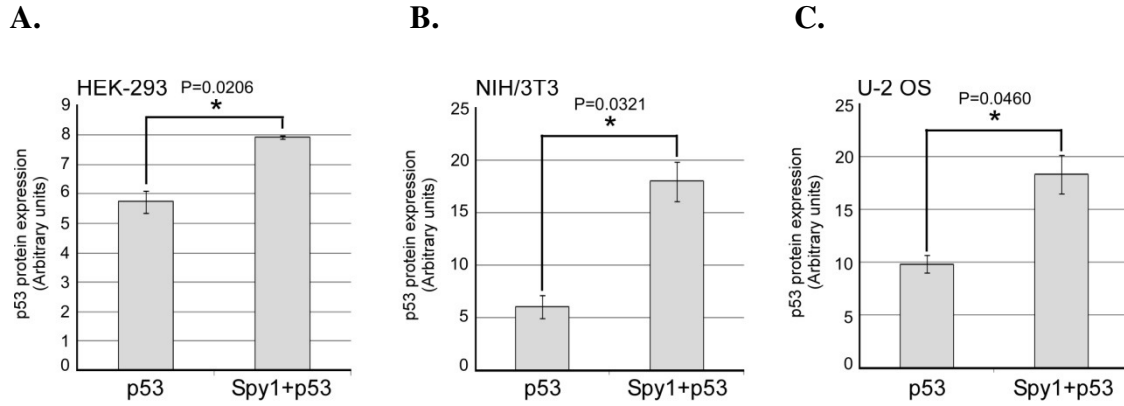 A.
B.
C.
HEK-293
P=0.0206
*
9
8
7
6
5
4
3
2
1
0
p53 protein expression
(Arbitrary units)
p53
Spy1+p53
NIH/3T3
P=0.0321
*
25
20
15
10
5
0
p53 protein expression
(Arbitrary units)
p53
Spy1+p53
U-2 OS
P=0.0460
*
25
20
15
10
5
0
p53 protein expression
(Arbitrary units)
p53
Spy1+p53